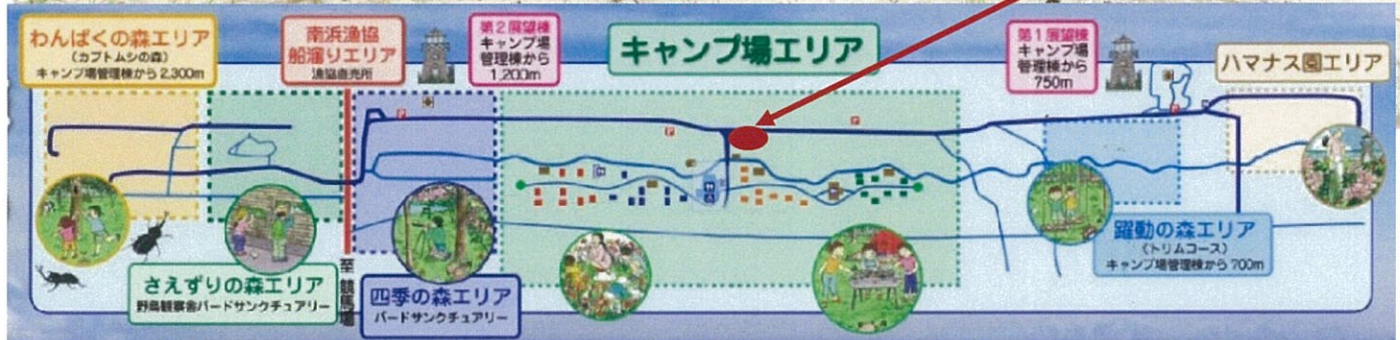 わんぱくの森エリア
（カブトムシの森）
キャンプ場管理棟から2,300m
南浜漁協
船溜りエリア
漁協直売所
第2展望棟
キャンプ場
管理棟から
1,200m
キャンプ場エリア
第1展望棟
キャンプ場
管理棟から
750m
ハマナス園エリア
さえずりの森エリア
野鳥観察舎バードサンクチュアリー
至 競馬場
四季の森エリア
バードサンクチュアリー
躍動の森エリア
（トリムコース）
キャンプ場管理棟から700m